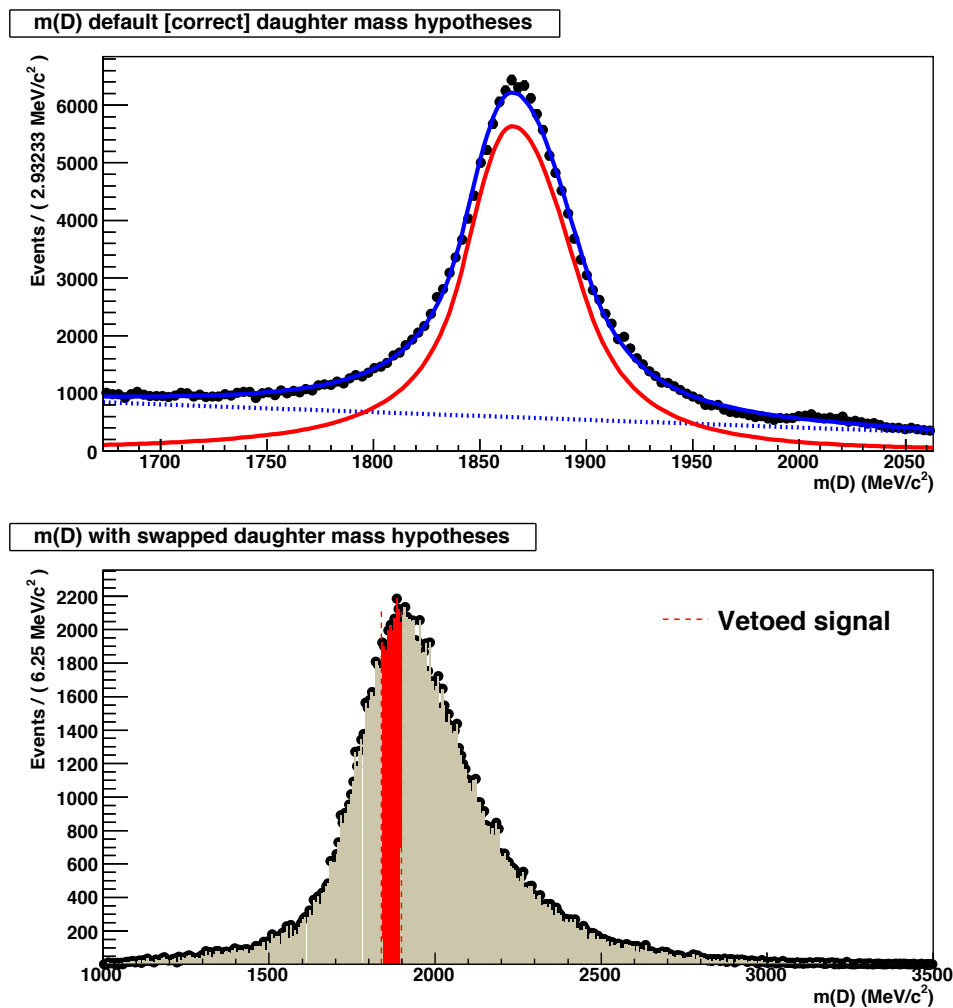 m(D) default [correct] daughter mass hypotheses
Events / ( 2.93233 MeV/c²)
6000
5000
4000
3000
2000
1000
0
1700 1750 1800 1850 1900 1950 2000 2050
m(D) (MeV/c²)
m(D) with swapped daughter mass hypotheses
Events / ( 6.25 MeV/c²)
2200
2000
1800
1600
1400
1200
1000
800
600
400
200
Vetoed signal
1000 1500 2000 2500 3000 3500
m(D) (MeV/c²)